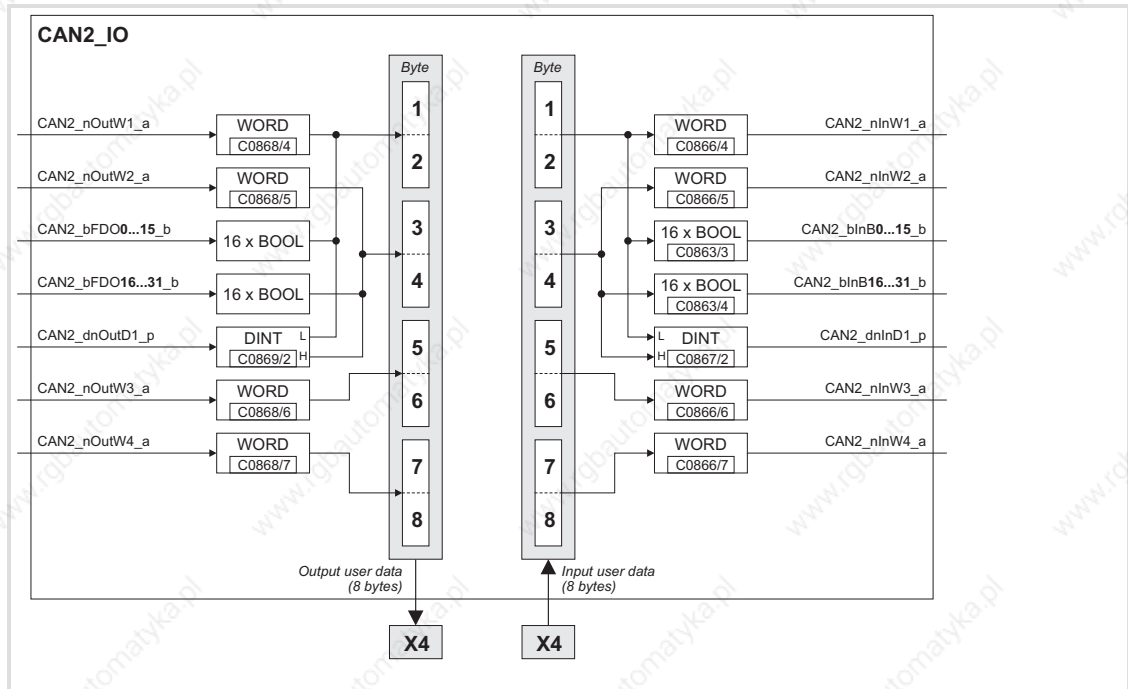 CAN2_IO
Byte
1
2
3
4
5
6
7
8
CAN2_nOutW1_a
WORD
C0868/4
CAN2_nOutW2_a
WORD
C0868/5
CAN2_bFDO0...15_b
16 x BOOL
CAN2_bFDO16...31_b
16 x BOOL
CAN2_dnOutD1_p
DINT
L
C0869/2
H
CAN2_nOutW3_a
WORD
C0868/6
CAN2_nOutW4_a
WORD
C0868/7
Output user data
(8 bytes)
X4
Byte
1
2
3
4
5
6
7
8
WORD
C0866/4
CAN2_nInW1_a
WORD
C0866/5
CAN2_nInW2_a
16 x BOOL
C0863/3
CAN2_bInB0...15_b
16 x BOOL
C0863/4
CAN2_bInB16...31_b
L
DINT
H
C0867/2
CAN2_dnInD1_p
WORD
C0866/6
CAN2_nInW3_a
WORD
C0866/7
CAN2_nInW4_a
Input user data
(8 bytes)
X4
www.rgbautomatyka.pl